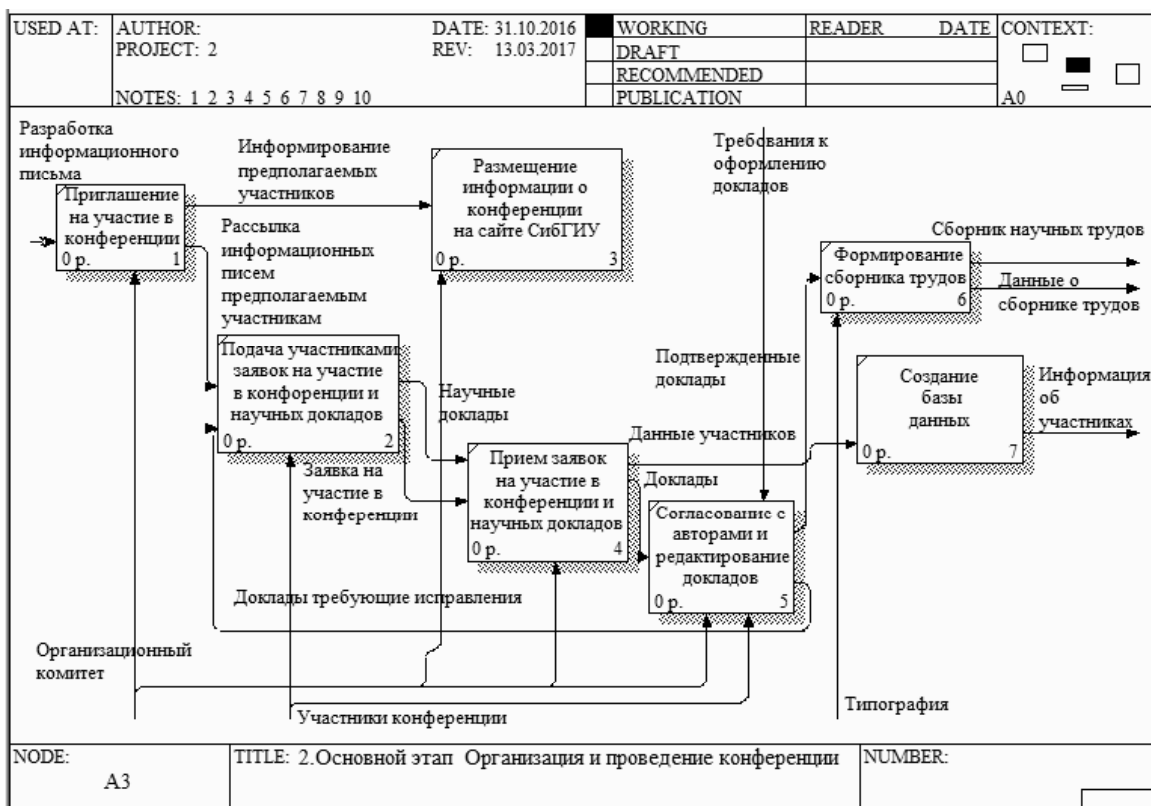 USED AT:
AUTHOR:
DATE: 31.10.2016
PROJECT: 2
REV: 13.03.2017
NOTES: 1 2 3 4 5 6 7 8 9 10
WORKING
DRAFT
RECOMMENDED
PUBLICATION
READER
DATE
CONTEXT:
A0
Разработка
информационного
письма
Приглашение
на участие в
конференции
0 р.
1
Информирование
предполагаемых
участников
Рассылка
информационных
писем
предполагаемым
участникам
Размещение
информации о
конференции
на сайте СибГИУ
0 р.
3
Требования к
оформлению
докладов
Сборник научных трудов
Формирование
сборника трудов
0 р.
6
Данные о
сборнике трудов
Подача участниками
заявок на участие
в конференции и
научных докладов
0 р.
2
Научные
доклады
Заявка на
участие в
конференции
Подтвержденные
доклады
Создание
базы
данных
0 р.
7
Информация
об
участниках
Данные участников
Прием заявок
на участие в
конференции и
научных докладов
0 р.
4
Доклады
Согласование с
авторами и
редактирование
докладов
0 р.
5
Доклады требующие исправления
Организационный
комитет
Участники конференции
Типография
NODE:
A3
TITLE: 2.Основной этап Организация и проведение конференции
NUMBER: